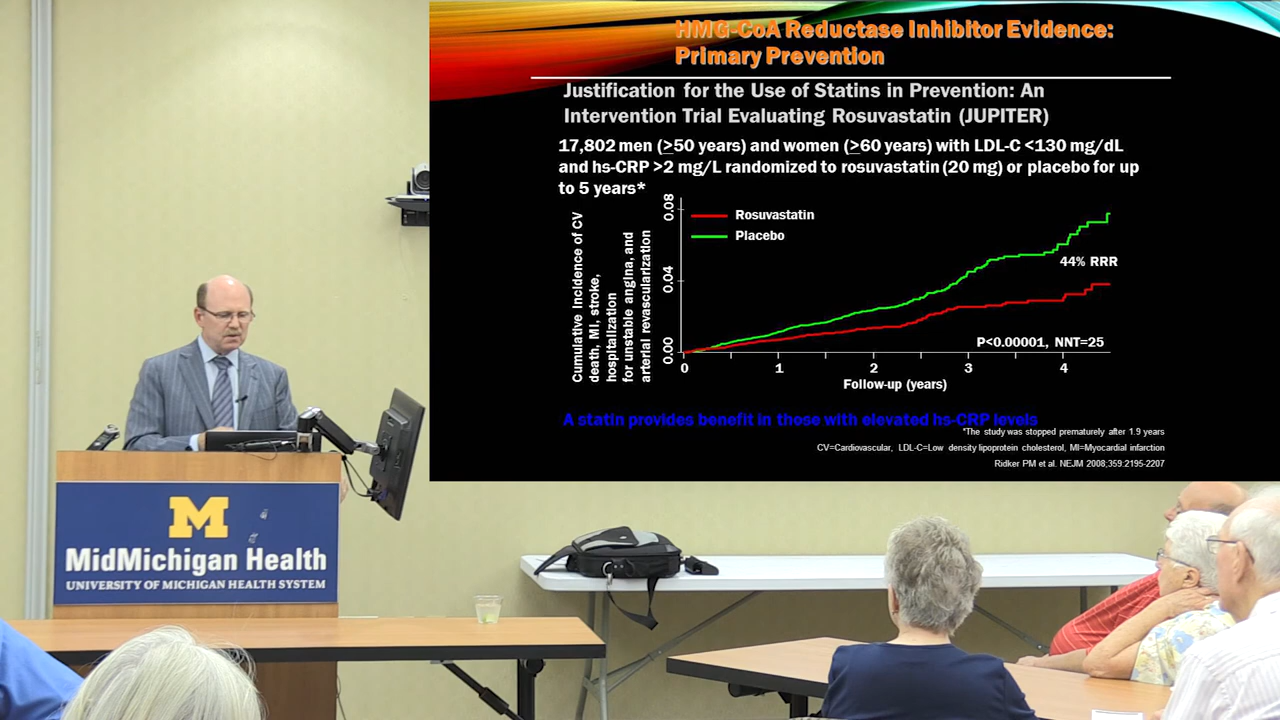 HMG-CoA Reductase Inhibitor Evidence:
Primary Prevention
Justification for the Use of Statins in Prevention: An
Intervention Trial Evaluating Rosuvastatin (JUPITER)
17,802 men (>50 years) and women (>60 years) with LDL-C <130 mg/dL
and hs-CRP >2 mg/L randomized to rosuvastatin (20 mg) or placebo for up
to 5 years*
Cumulative Incidence of CV
death, MI, stroke,
hospitalization
for unstable angina, and
arterial revascularization
0.08
0.04
0.00
Rosuvastatin
Placebo
44% RRR
P<0.00001, NNT=25
0 1 2 3 4
Follow-up (years)
A statin provides benefit in those with elevated hs-CRP levels
*The study was stopped prematurely after 1.9 years
CV=Cardiovascular, LDL-C=Low density lipoprotein cholesterol, MI=Myocardial infarction
Ridker PM et al. NEJM 2008;359:2195-2207
M
MidMichigan Health
UNIVERSITY OF MICHIGAN HEALTH SYSTEM